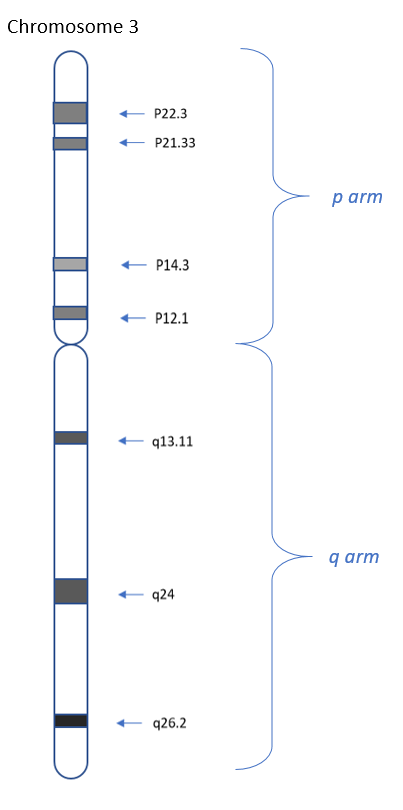 Chromosome 3
P22.3
P21.33
p arm
P14.3
P12.1
q13.11
q arm
q24
q26.2